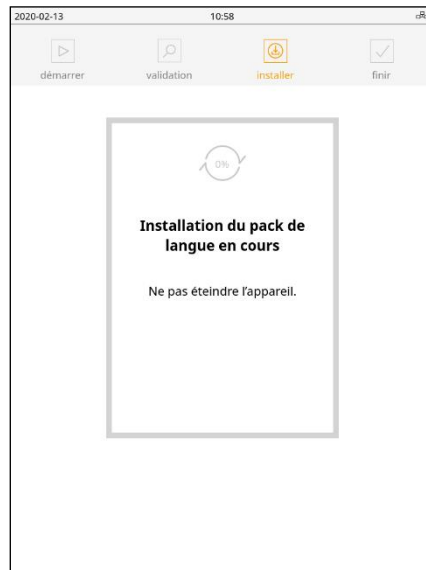 2020-02-13 10:58
démarrer validation installer finir
0%
Installation du pack de
langue en cours
Ne pas éteindre l'appareil.